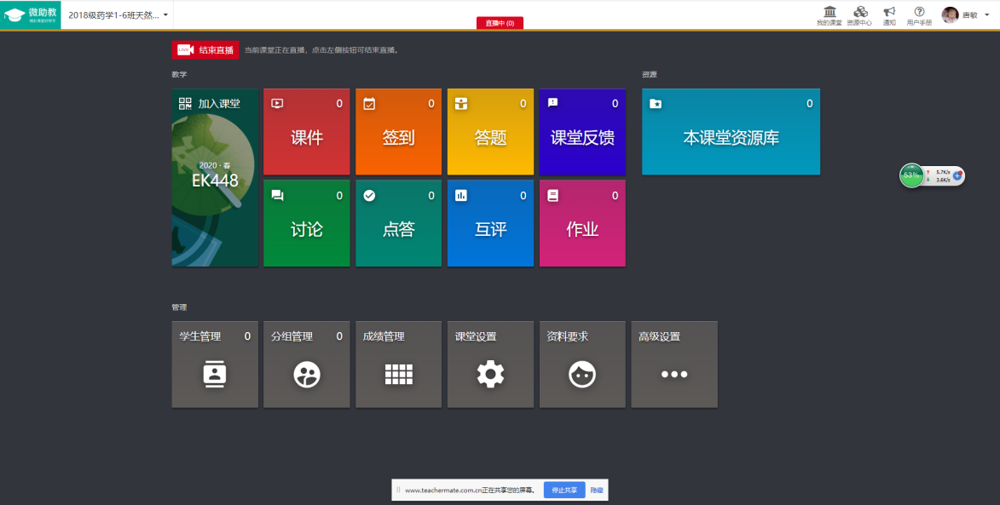 微助教
2018级药学1-6班天然...
直播中 (0)
我的课堂
资源中心
通知
用户手册
唐敏
LIVE
结束直播
当前课堂正在直播，点击左侧按钮可结束直播。
教学
资源
加入课堂
2020 · 春
EK448
0
课件
0
签到
0
答题
0
课堂反馈
0
本课堂资源库
0
讨论
0
点答
0
互评
0
作业
53%
5.7K/s
3.6K/s
管理
学生管理 0
分组管理 0
成绩管理
课堂设置
资料要求
高级设置
www.teachermate.com.cn正在共享您的屏幕。
停止共享
隐藏